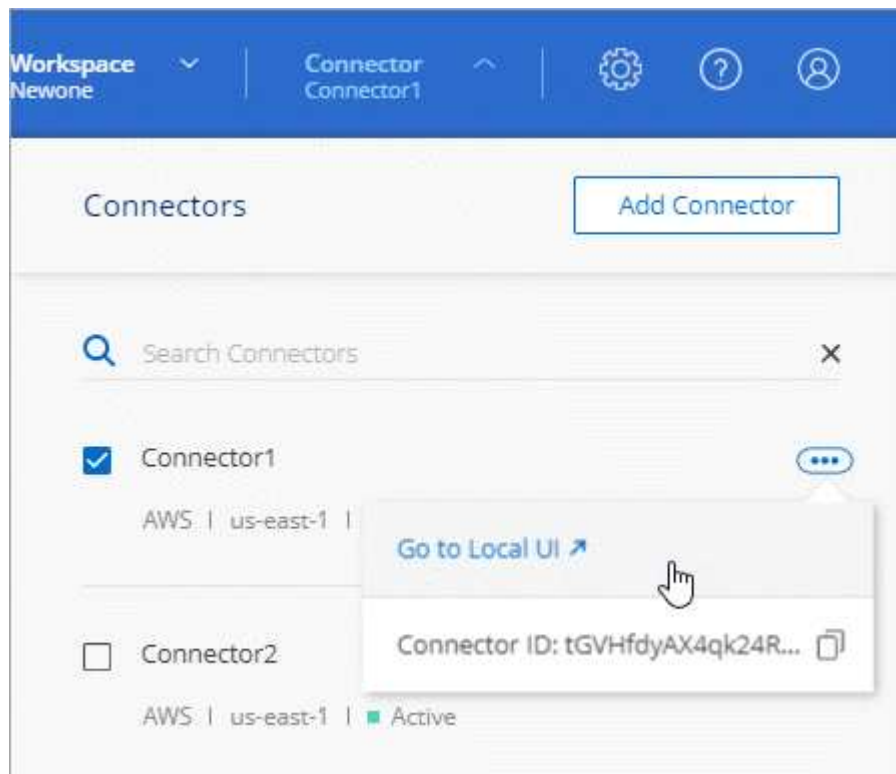 Workspace
Newone
Connector
Connector1
Connectors
Add Connector
Search Connectors
Connector1
AWS | us-east-1 |
Go to Local UI
Connector ID: tGVHfdyAX4qk24R...
Connector2
AWS | us-east-1 | Active